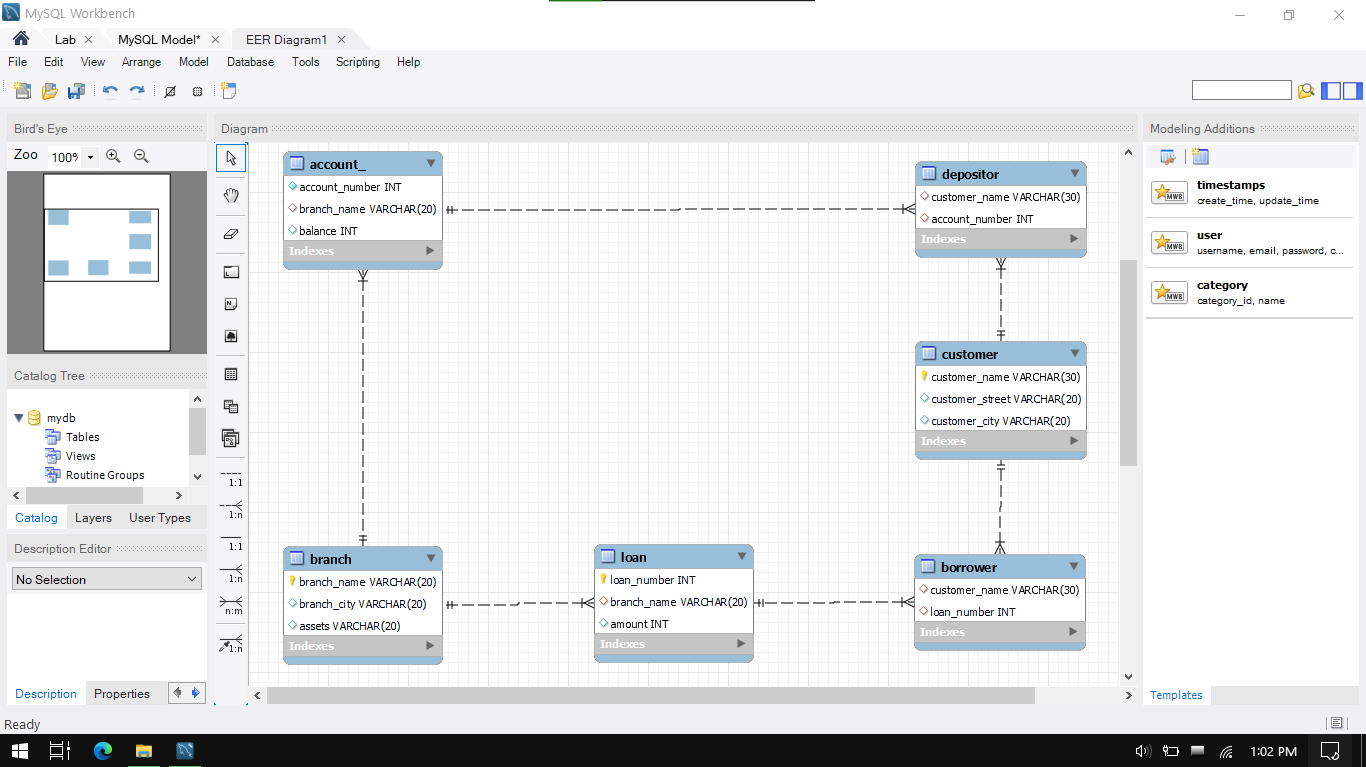 MySQL Workbench
Lab
MySQL Model*
EER Diagram1
File Edit View Arrange Model Database Tools Scripting Help
Bird's Eye
Zoo 100%
Diagram
Modeling Additions
account_
account_number INT
branch_name VARCHAR(20)
balance INT
Indexes
depositor
customer_name VARCHAR(30)
account_number INT
Indexes
customer
customer_name VARCHAR(30)
customer_street VARCHAR(20)
customer_city VARCHAR(20)
Indexes
branch
branch_name VARCHAR(20)
branch_city VARCHAR(20)
assets VARCHAR(20)
Indexes
loan
loan_number INT
branch_name VARCHAR(20)
amount INT
Indexes
borrower
customer_name VARCHAR(30)
loan_number INT
Indexes
1:1
1:n
1:1
1:n
n:m
1:n
timestamps
create_time, update_time
MWB
user
username, email, password, c...
MWB
category
category_id, name
MWB
Templates
Catalog Tree
mydb
Tables
Views
Routine Groups
Catalog Layers User Types
Description Editor
No Selection
Description Properties
Ready
1:02 PM